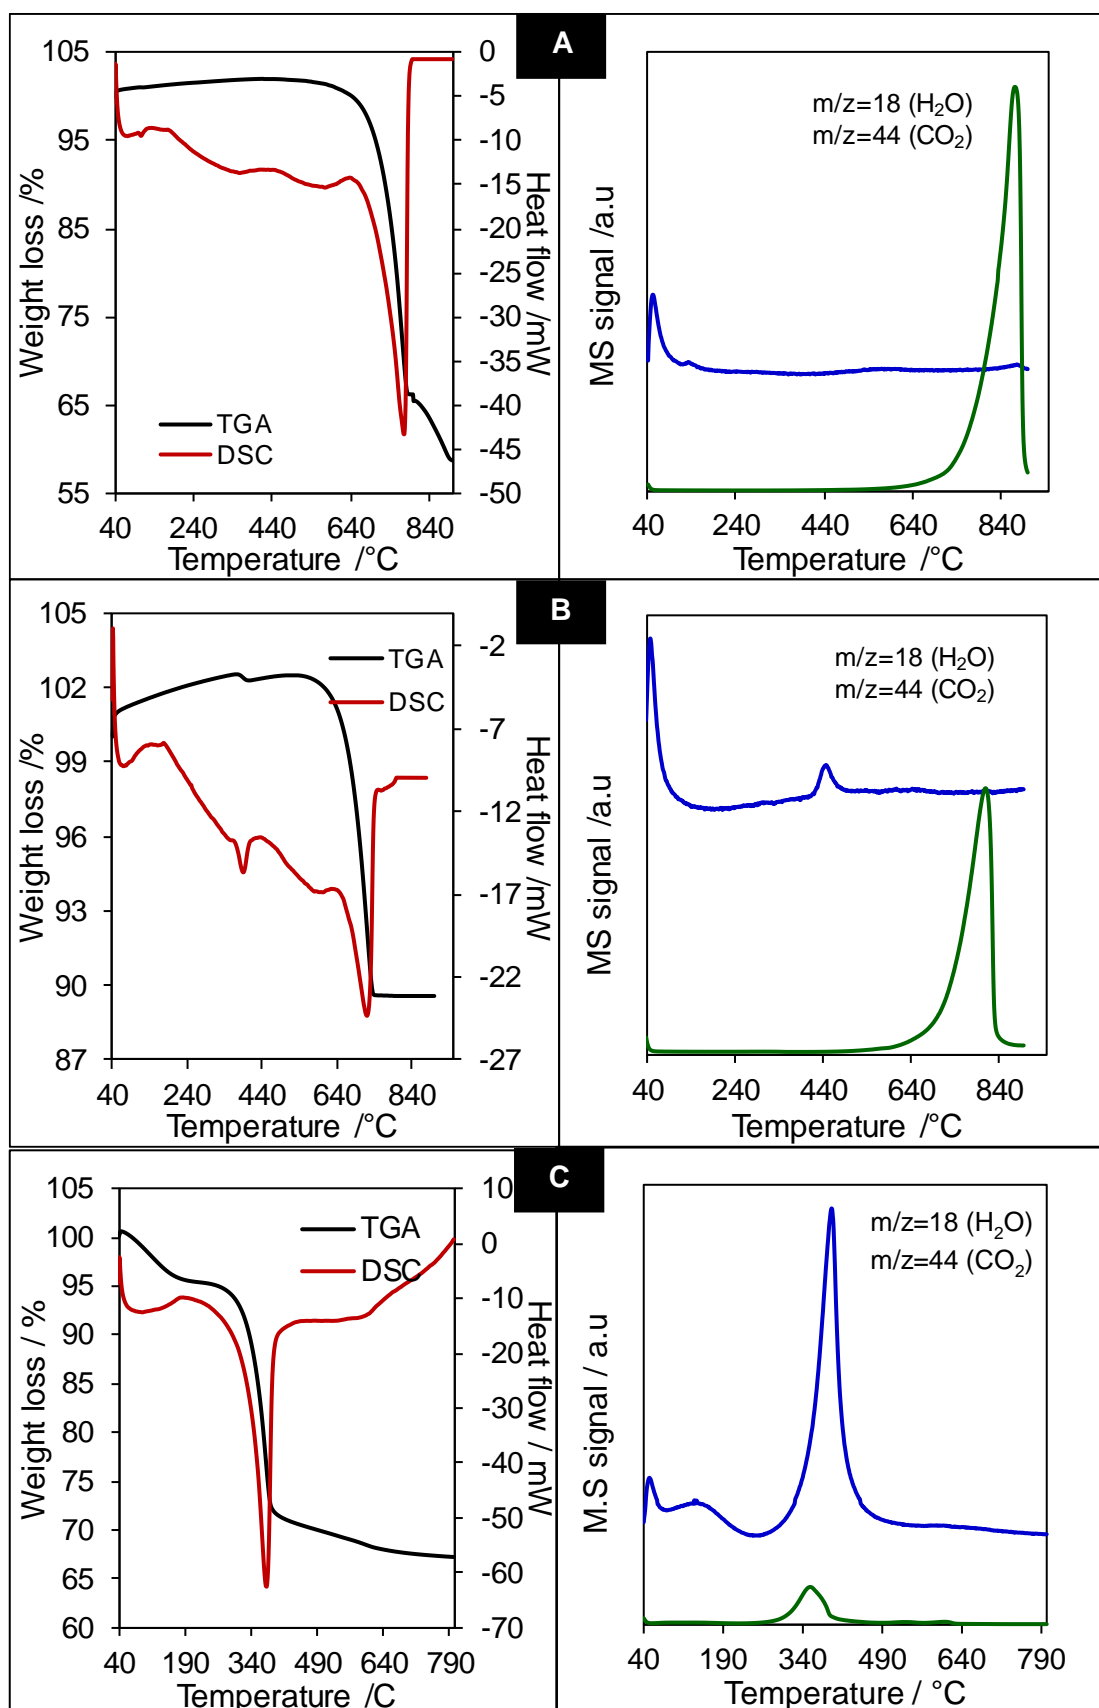 A
105
95
85
75
65
55
Weight loss /%
0
-5
-10
-15
-20
-25
-30
-35
-40
-45
-50
Heat flow /mW
TGA
DSC
40 240 440 640 840
Temperature /°C
MS signal /a.u
m/z=18 (H₂O)
m/z=44 (CO₂)
40 240 440 640 840
Temperature /°C
B
105
102
99
96
93
90
87
Weight loss /%
-2
-7
-12
-17
-22
-27
Heat flow /mW
TGA
DSC
40 240 440 640 840
Temperature /°C
MS signal /a.u
m/z=18 (H₂O)
m/z=44 (CO₂)
40 240 440 640 840
Temperature /°C
C
105
100
95
90
85
80
75
70
65
60
Weight loss / %
10
0
-10
-20
-30
-40
-50
-60
-70
Heat flow / mW
TGA
DSC
40 190 340 490 640 790
Temperature /C
M.S signal / a.u
m/z=18 (H₂O)
m/z=44 (CO₂)
40 190 340 490 640 790
Temperature / °C